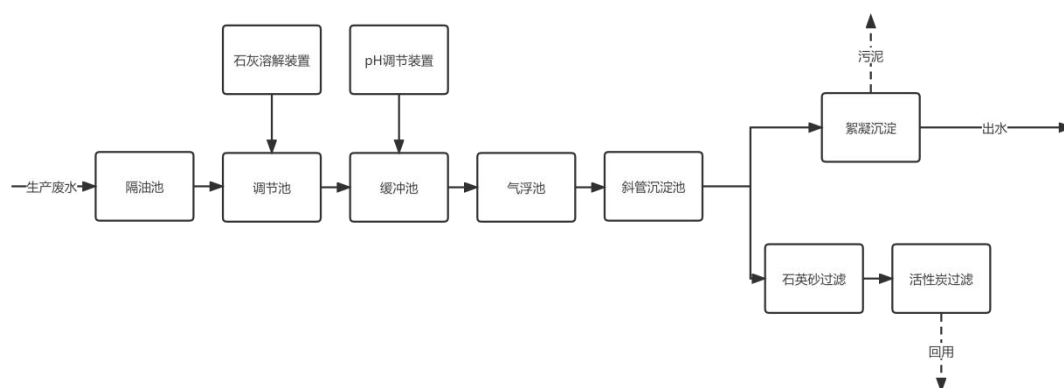 石灰溶解装置
pH调节装置
污泥
絮凝沉淀
出水
生产废水
隔油池
调节池
缓冲池
气浮池
斜管沉淀池
石英砂过滤
活性炭过滤
回用